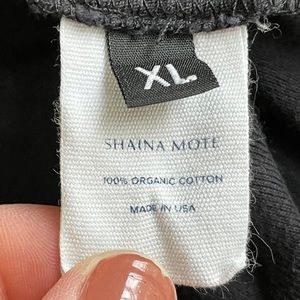 XL
SHAINA MOTE
100% ORGANIC COTTON
MADE IN USA